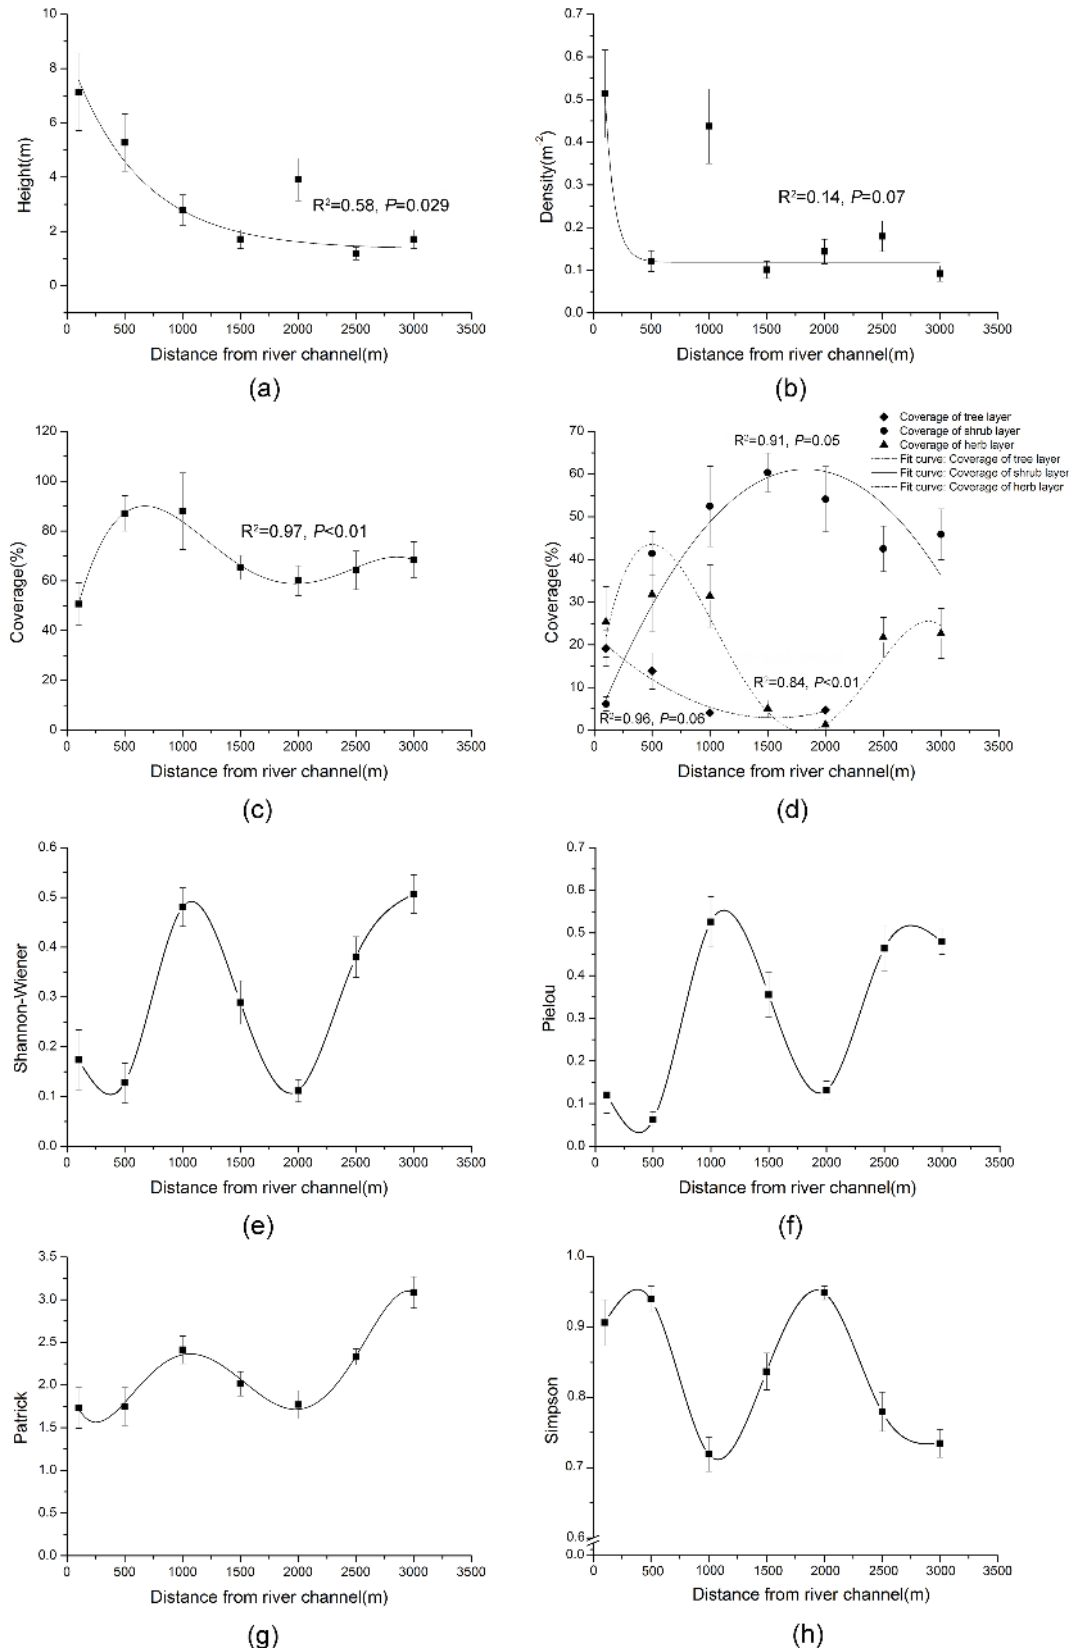 10
8
6
4
2
0
Height(m)
R²=0.58, P=0.029
0 500 1000 1500 2000 2500 3000 3500
Distance from river channel(m)
(a)
0.7
0.6
0.5
0.4
0.3
0.2
0.1
0.0
Density(m⁻²)
R²=0.14, P=0.07
0 500 1000 1500 2000 2500 3000 3500
Distance from river channel(m)
(b)
120
100
80
60
40
20
0
Coverage(%)
R²=0.97, P<0.01
0 500 1000 1500 2000 2500 3000 3500
Distance from river channel(m)
(c)
Coverage of tree layer
Coverage of shrub layer
Coverage of herb layer
Fit curve: Coverage of tree layer
Fit curve: Coverage of shrub layer
Fit curve: Coverage of herb layer
70
60
50
40
30
20
10
0
Coverage(%)
R²=0.91, P=0.05
R²=0.84, P<0.01
R²=0.96, P=0.06
0 500 1000 1500 2000 2500 3000 3500
Distance from river channel(m)
(d)
0.6
0.5
0.4
0.3
0.2
0.1
0.0
Shannon-Wiener
0 500 1000 1500 2000 2500 3000 3500
Distance from river channel(m)
(e)
0.7
0.6
0.5
0.4
0.3
0.2
0.1
0.0
Pielou
0 500 1000 1500 2000 2500 3000 3500
Distance from river channel(m)
(f)
3.5
3.0
2.5
2.0
1.5
1.0
0.5
0.0
Patrick
0 500 1000 1500 2000 2500 3000 3500
Distance from river channel(m)
(g)
1.0
0.9
0.8
0.7
0.6
0.0
Simpson
0 500 1000 1500 2000 2500 3000 3500
Distance from river channel(m)
(h)